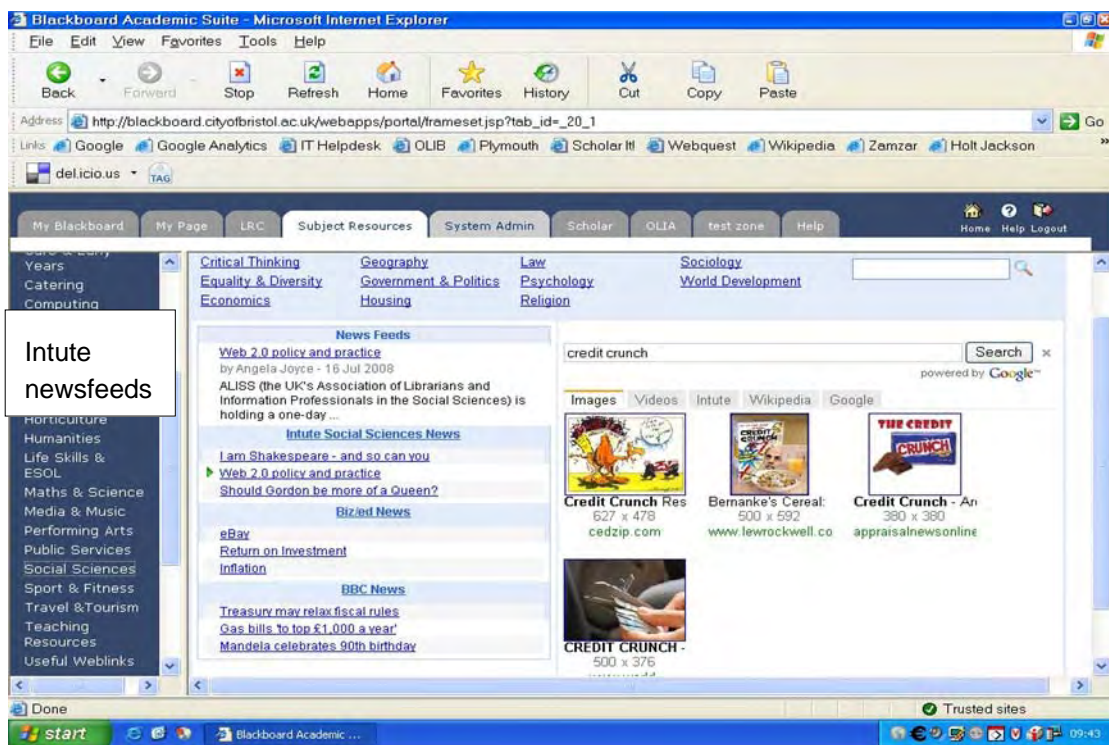 Blackboard Academic Suite - Microsoft Internet Explorer
File Edit View Favorites Tools Help
Back Forward Stop Refresh Home Favorites History Cut Copy Paste
Address http://blackboard.cityofbristol.ac.uk/webapps/portal/frameset.jsp?tab_id=_20_1 Go
Links Google Google Analytics IT Helpdesk OLIB Plymouth Scholar It! Webquest Wikipedia Zamzar Holt Jackson »
del.icio.us TAG
My Blackboard My Page LRC Subject Resources System Admin Scholar OLIA test zone Help
Home Help Logout
Years
Catering
Computing
Intute
newsfeeds
Horticulture
Humanities
Life Skills &
ESOL
Maths & Science
Media & Music
Performing Arts
Public Services
Social Sciences
Sport & Fitness
Travel &Tourism
Teaching
Resources
Useful Weblinks
Critical Thinking Geography Law Sociology
Equality & Diversity Government & Politics Psychology World Development
Economics Housing Religion
News Feeds
Web 2.0 policy and practice
by Angela Joyce - 16 Jul 2008
ALISS (the UK's Association of Librarians and
Information Professionals in the Social Sciences) is
holding a one-day ...
Intute Social Sciences News
I am Shakespeare - and so can you
Web 2.0 policy and practice
Should Gordon be more of a Queen?
Biz/ed News
eBay
Return on Investment
Inflation
BBC News
Treasury may relax fiscal rules
Gas bills 'to top £1,000 a year'
Mandela celebrates 90th birthday
credit crunch Search ×
powered by Google™
Images Videos Intute Wikipedia Google
CREDIT CRUNCH
THE CREDIT
CRUNCH
Credit Crunch Res
627 x 478
cedzip.com
Bernanke's Cereal:
500 x 592
www.lewrockwell.co
Credit Crunch - An
380 x 380
appraisalnewsonline
CREDIT CRUNCH -
500 x 376
Done Trusted sites
start Blackboard Academic ... 09:43